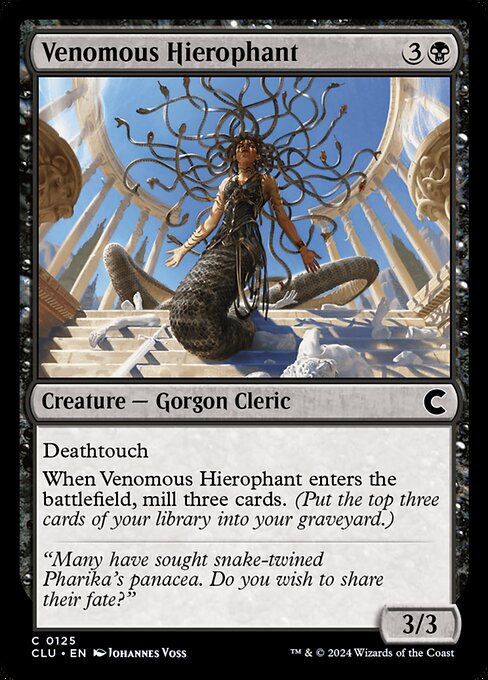 Venomous Hierophant 3
Creature — Gorgon Cleric
Deathtouch
When Venomous Hierophant enters the
battlefield, mill three cards. (Put the top three
cards of your library into your graveyard.)
“Many have sought snake-twined
Pharika’s panacea. Do you wish to share
their fate?”
3/3
C 0125
CLU • EN Johannes Voss ™ & © 2024 Wizards of the Coast